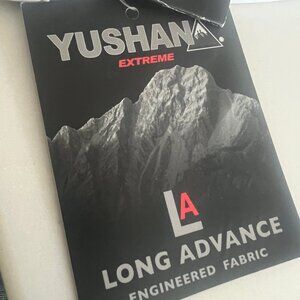 YUSHAN
EXTREME
LA
LONG ADVANCE
ENGINEERED FABRIC